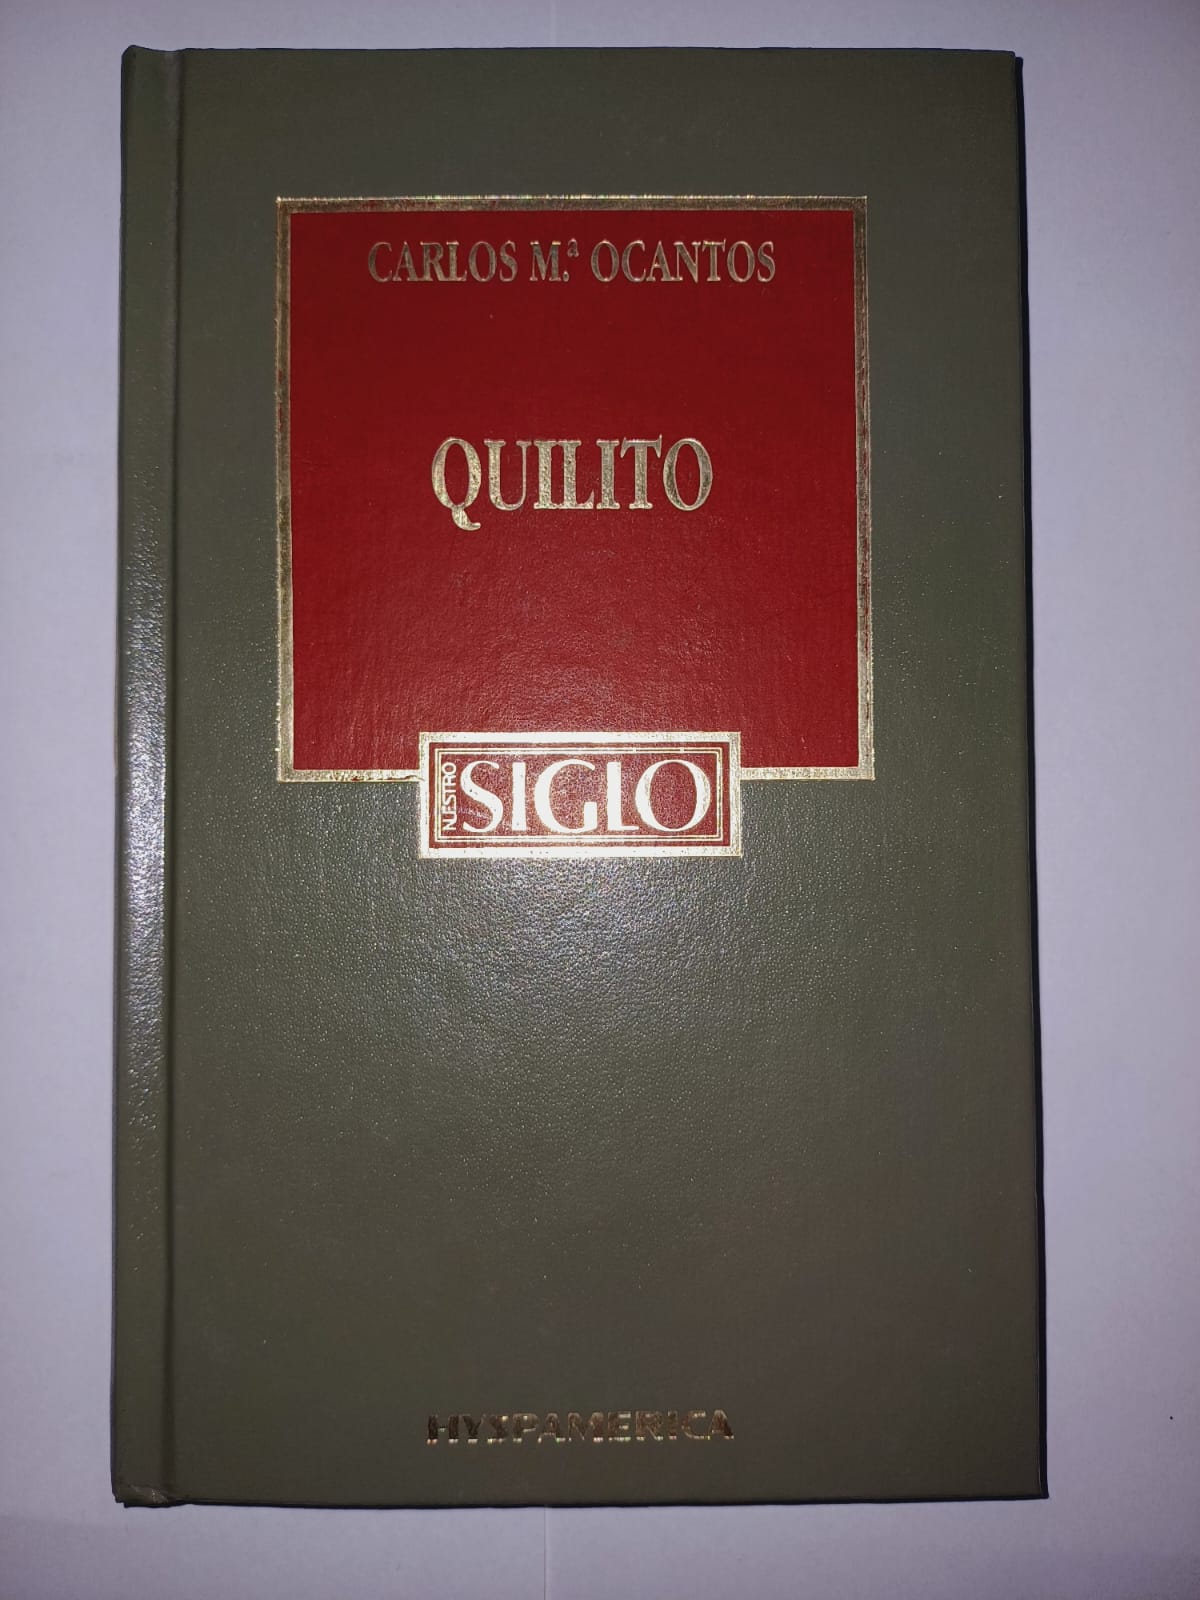 CARLOS M.ª OCANTOS
QUILITO
NUESTRO
SIGLO
HYSPAMERICA